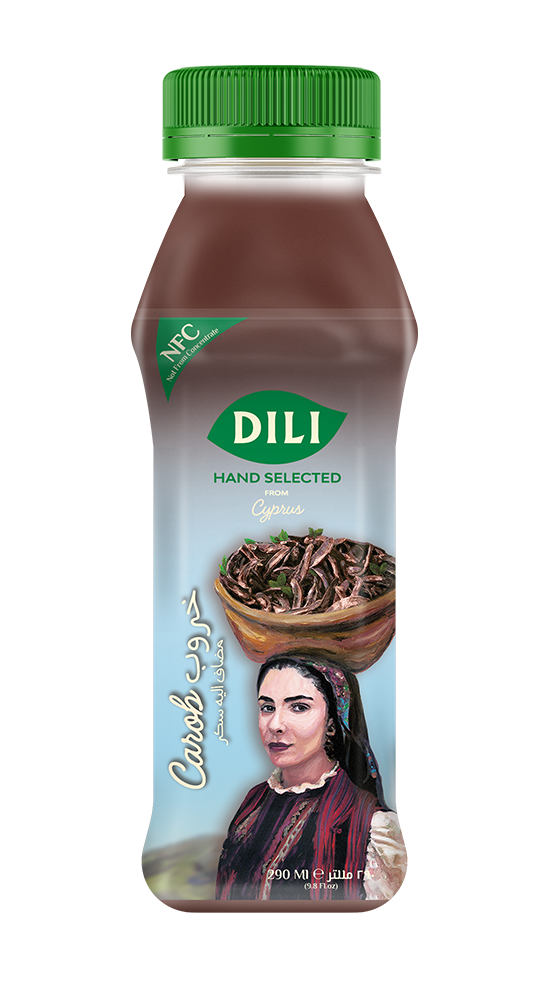 NFC
Not From Concentrate
DILI
HAND SELECTED
FROM
Cyprus
Carob خروب
مضاف اليه سكر
290 Ml ℮ ٢٩٠ مللتر
(9.8 Fl.oz)